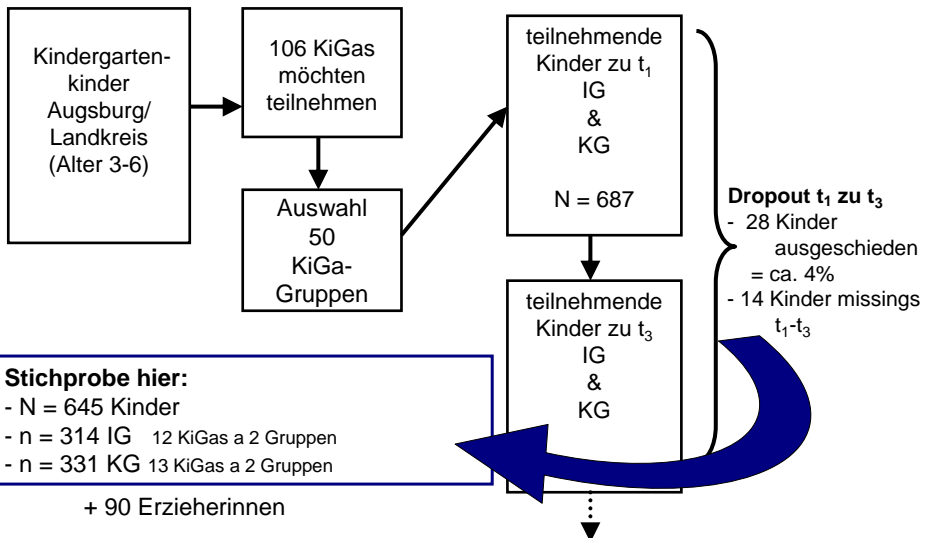 Kindergarten-
kinder
Augsburg/
Landkreis
(Alter 3-6)
106 KiGas
möchten
teilnehmen
Auswahl
50
KiGa-
Gruppen
teilnehmende
Kinder zu t₁
IG
&
KG
N = 687
teilnehmende
Kinder zu t₃
IG
&
KG
Dropout t₁ zu t₃
- 28 Kinder
ausgeschieden
= ca. 4%
- 14 Kinder missings
t₁-t₃
Stichprobe hier:
- N = 645 Kinder
- n = 314 IG 12 KiGas a 2 Gruppen
- n = 331 KG 13 KiGas a 2 Gruppen
+ 90 Erzieherinnen